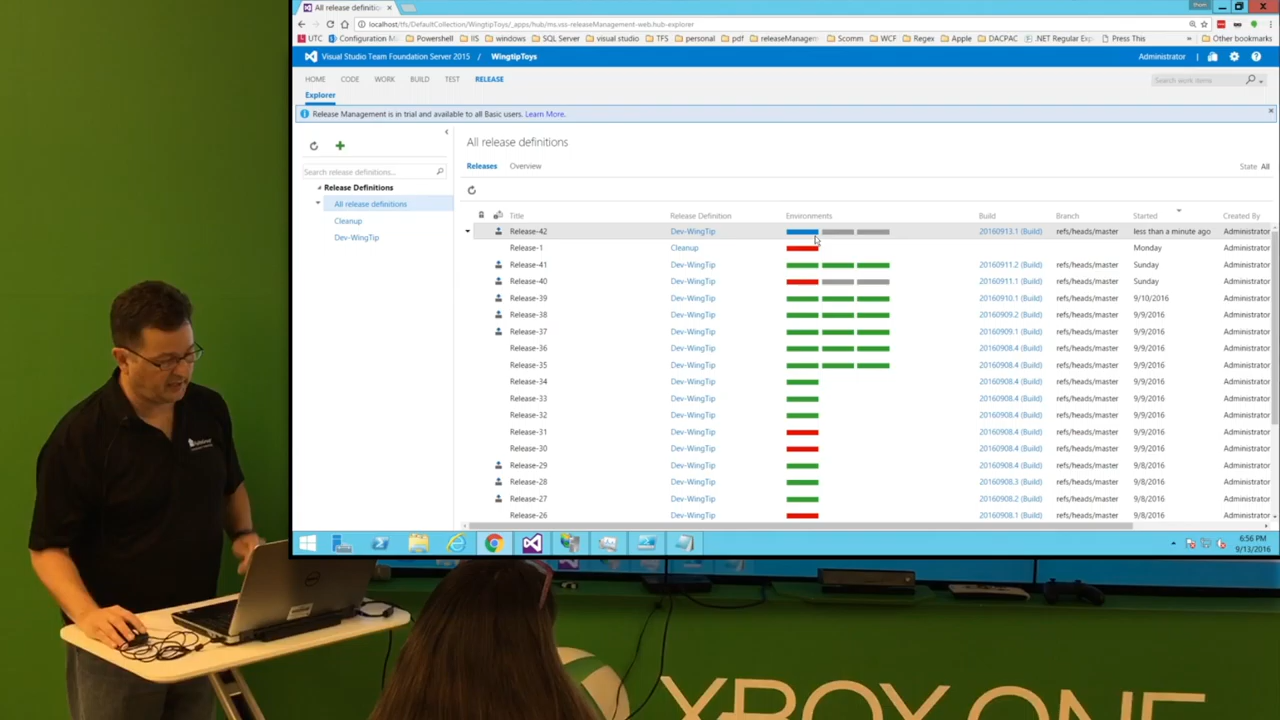 All release definitio
localhost/tfs/DefaultCollection/WingtipToys/_apps/hub/ms.vss-releaseManagement-web.hub-explorer
UTC Configuration M Powershell IIS windows SQL Server visual studio TFS personal pdf releaseManagem Scomm WCF Regex Apple DACPAC .NET Regular Exp Press This » Other bookmarks
Visual Studio Team Foundation Server 2015 / WingtipToys Administrator
HOME CODE WORK BUILD TEST RELEASE Search work items
Explorer
Release Management is in trial and available to all Basic users. Learn More.
All release definitions
Releases Overview State All
Search release definitions...
Release Definitions
All release definitions
Cleanup
Dev-WingTip
Title Release Definition Environments Build Branch Started Created By
Release-42 Dev-WingTip 20160913.1 (Build) refs/heads/master less than a minute ago Administrator
Release-1 Cleanup Monday Administrator
Release-41 Dev-WingTip 20160911.2 (Build) refs/heads/master Sunday Administrator
Release-40 Dev-WingTip 20160911.1 (Build) refs/heads/master Sunday Administrator
Release-39 Dev-WingTip 20160910.1 (Build) refs/heads/master 9/10/2016 Administrator
Release-38 Dev-WingTip 20160909.2 (Build) refs/heads/master 9/9/2016 Administrator
Release-37 Dev-WingTip 20160909.1 (Build) refs/heads/master 9/9/2016 Administrator
Release-36 Dev-WingTip 20160908.4 (Build) refs/heads/master 9/9/2016 Administrator
Release-35 Dev-WingTip 20160908.4 (Build) refs/heads/master 9/9/2016 Administrator
Release-34 Dev-WingTip 20160908.4 (Build) refs/heads/master 9/9/2016 Administrator
Release-33 Dev-WingTip 20160908.4 (Build) refs/heads/master 9/9/2016 Administrator
Release-32 Dev-WingTip 20160908.4 (Build) refs/heads/master 9/9/2016 Administrator
Release-31 Dev-WingTip 20160908.4 (Build) refs/heads/master 9/9/2016 Administrator
Release-30 Dev-WingTip 20160908.4 (Build) refs/heads/master 9/9/2016 Administrator
Release-29 Dev-WingTip 20160908.4 (Build) refs/heads/master 9/8/2016 Administrator
Release-28 Dev-WingTip 20160908.3 (Build) refs/heads/master 9/8/2016 Administrator
Release-27 Dev-WingTip 20160908.2 (Build) refs/heads/master 9/8/2016 Administrator
Release-26 Dev-WingTip 20160908.1 (Build) refs/heads/master 9/8/2016 Administrator
6:56 PM
9/13/2016
DELL
XBOX ONE